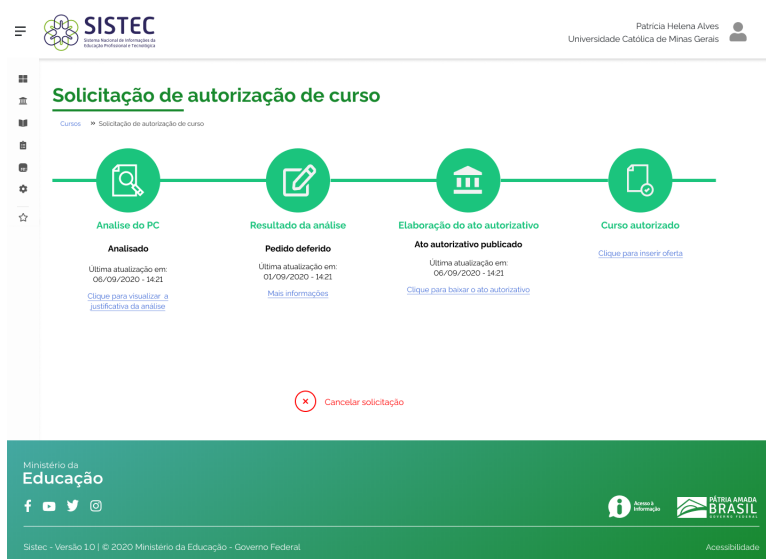 SISTEC
Sistema Nacional de Informações da
Educação Profissional e Tecnológica
Patrícia Helena Alves
Universidade Católica de Minas Gerais
Solicitação de autorização de curso
Cursos » Solicitação de autorização de curso
Analise do PC
Analisado
Última atualização em:
06/09/2020 - 14:21
Clique para visualizar a
justificativa da análise
Resultado da análise
Pedido deferido
Última atualização em:
01/09/2020 - 14:21
Mais informações
Elaboração do ato autorizativo
Ato autorizativo publicado
Última atualização em:
06/09/2020 - 14:21
Clique para baixar o ato autorizativo
Curso autorizado
Clique para inserir oferta
Cancelar solicitação
Ministério da
Educação
Acesso à
Informação
PÁTRIA AMADA
BRASIL
GOVERNO FEDERAL
Sistec - Versão 1.0 | © 2020 Ministério da Educação - Governo Federal
Acessibilidade